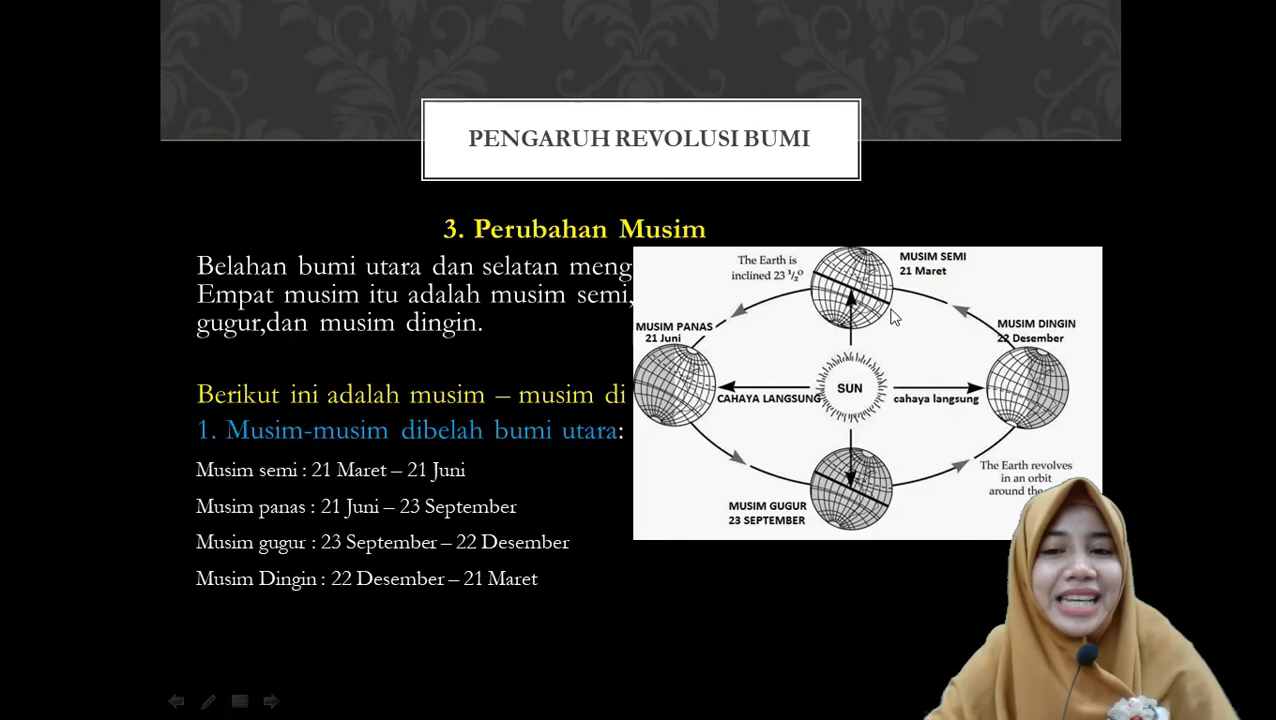 PENGARUH REVOLUSI BUMI
3. Perubahan Musim
Belahan bumi utara dan selatan meng
Empat musim itu adalah musim semi,
gugur,dan musim dingin.
Berikut ini adalah musim – musim di
1. Musim-musim dibelah bumi utara:
Musim semi : 21 Maret – 21 Juni
Musim panas : 21 Juni – 23 September
Musim gugur : 23 September – 22 Desember
Musim Dingin : 22 Desember – 21 Maret
The Earth is
inclined 23 ½°
MUSIM SEMI
21 Maret
MUSIM PANAS
21 Juni
MUSIM DINGIN
22 Desember
SUN
CAHAYA LANGSUNG
cahaya langsung
MUSIM GUGUR
23 SEPTEMBER
The Earth revolves
in an orbit
around the